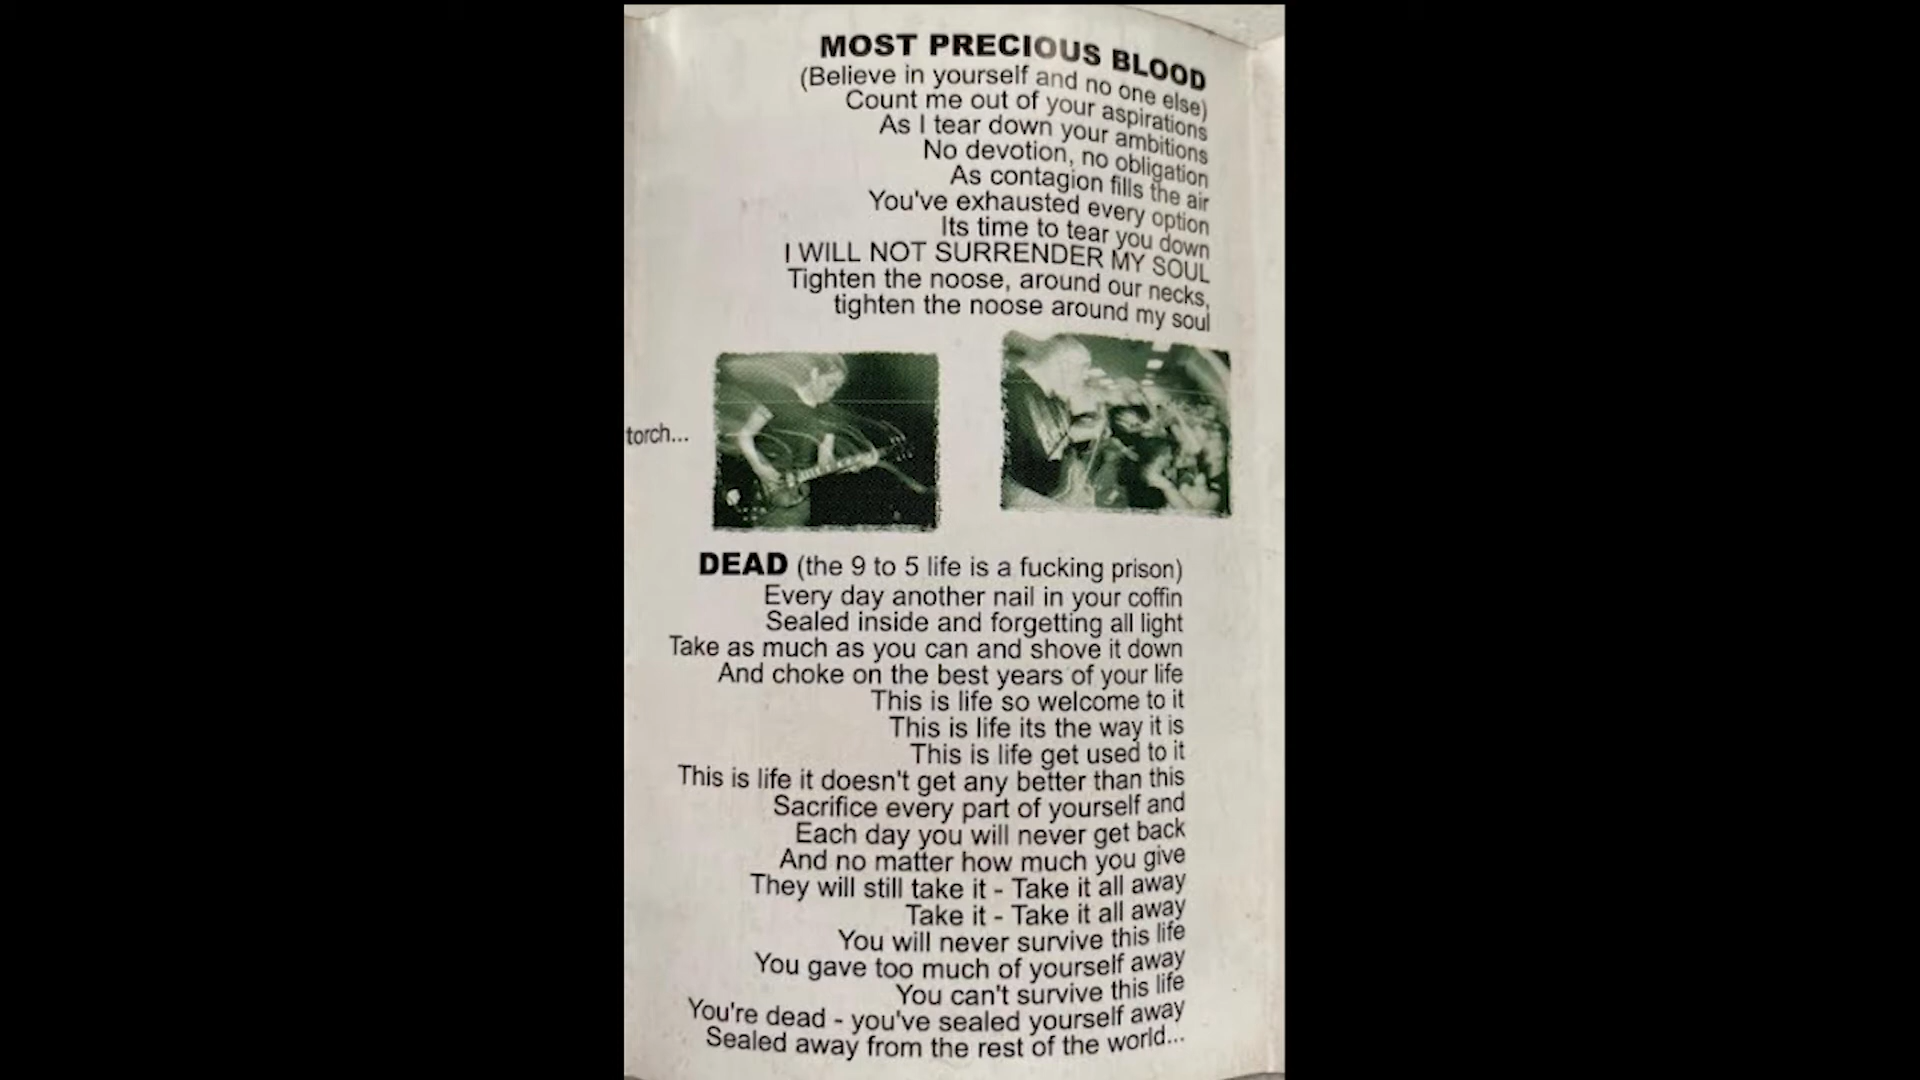 MOST PRECIOUS BLOOD
(Believe in yourself and no one else)
Count me out of your aspirations
As I tear down your ambitions
No devotion, no obligation
As contagion fills the air
You've exhausted every option
Its time to tear you down
I WILL NOT SURRENDER MY SOUL
Tighten the noose, around our necks,
tighten the noose around my soul
torch...
DEAD (the 9 to 5 life is a fucking prison)
Every day another nail in your coffin
Sealed inside and forgetting all light
Take as much as you can and shove it down
And choke on the best years of your life
This is life so welcome to it
This is life its the way it is
This is life get used to it
This is life it doesn't get any better than this
Sacrifice every part of yourself and
Each day you will never get back
And no matter how much you give
They will still take it - Take it all away
Take it - Take it all away
You will never survive this life
You gave too much of yourself away
You can't survive this life
You're dead - you've sealed yourself away
Sealed away from the rest of the world...